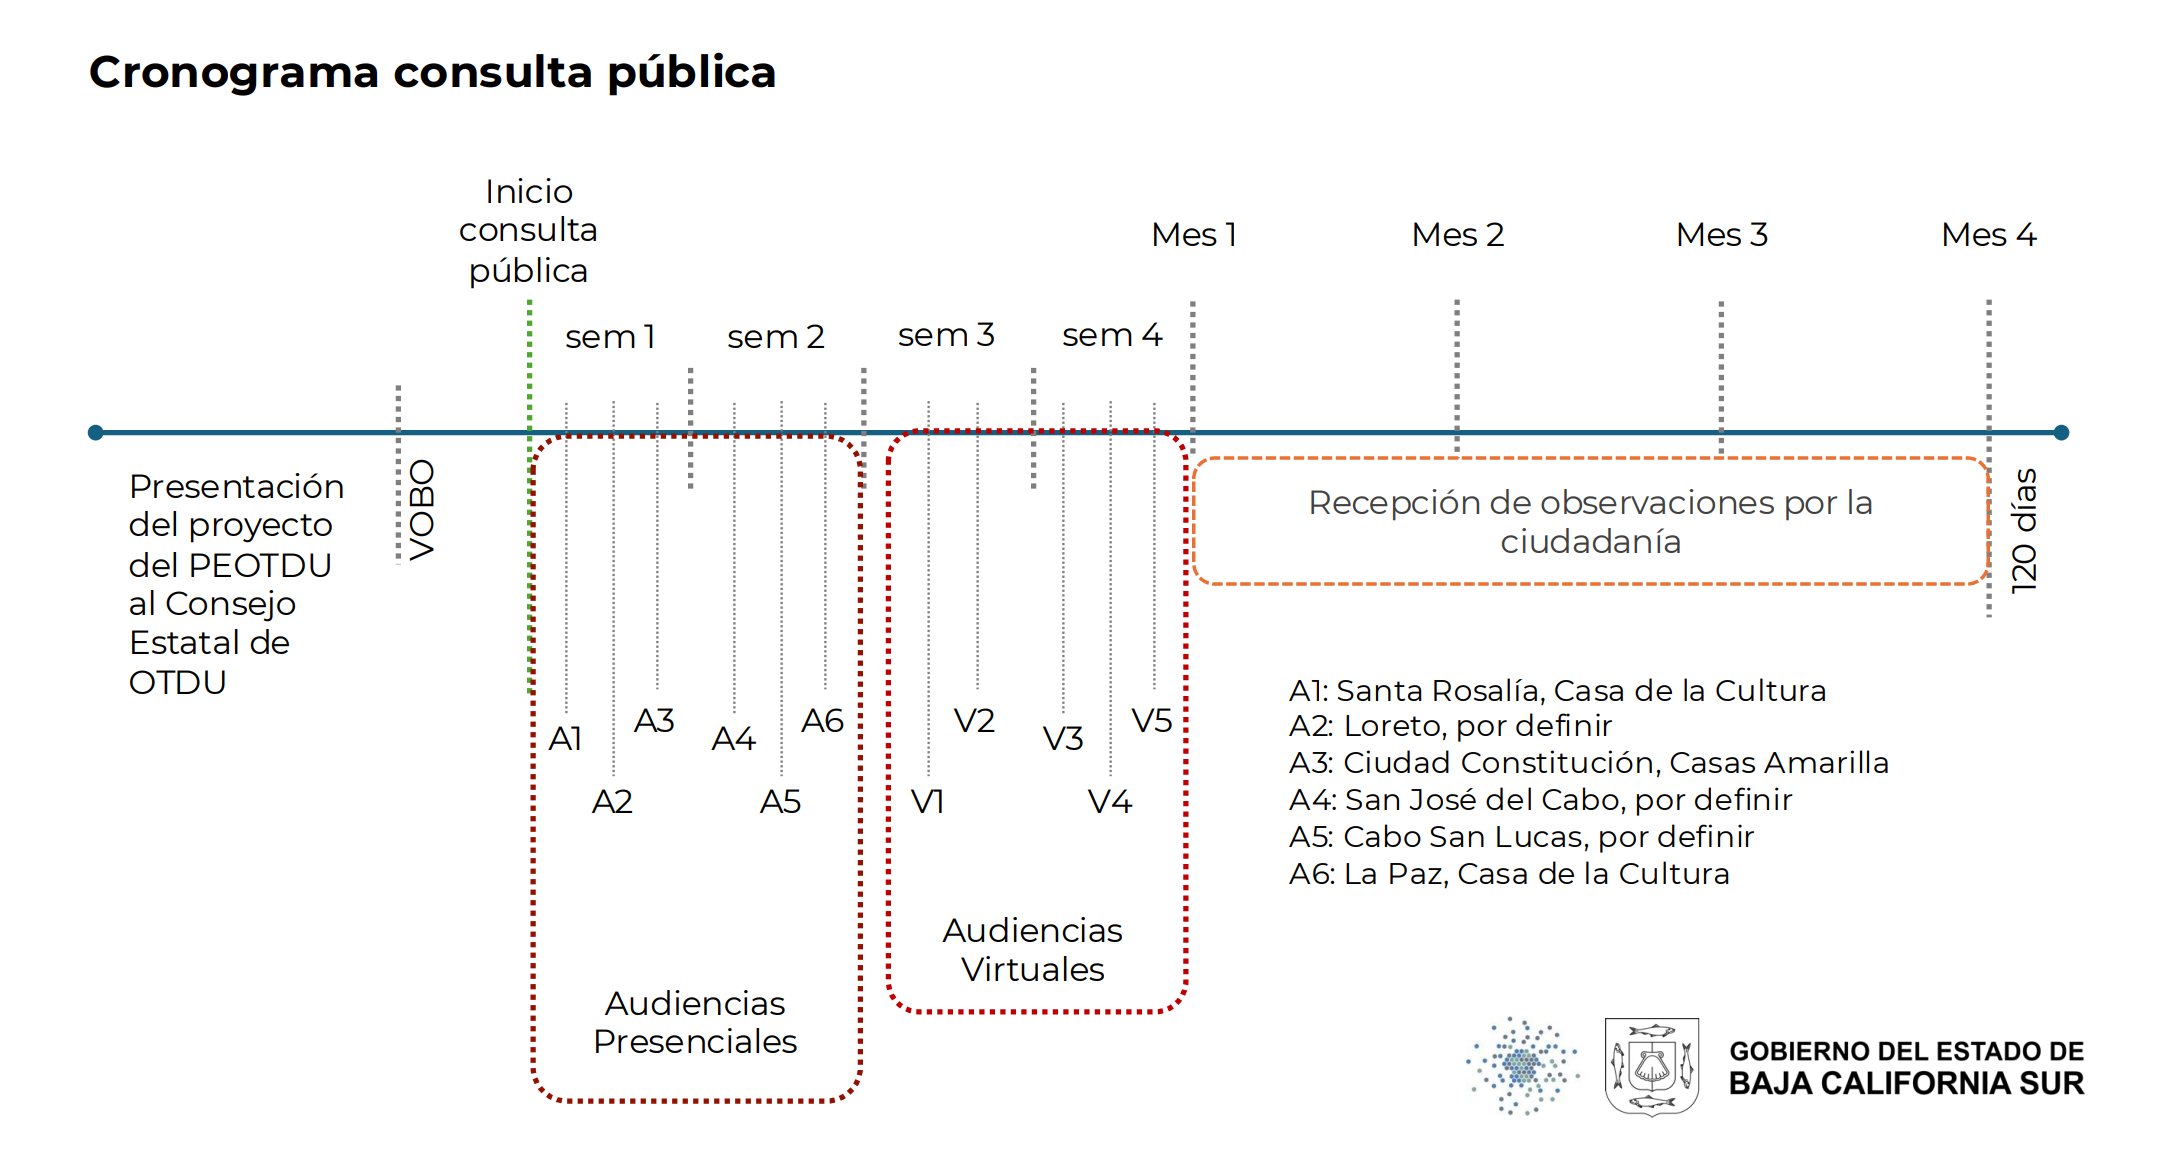 Cronograma consulta pública
Inicio
consulta
pública
Mes 1
Mes 2
Mes 3
Mes 4
sem 1
sem 2
sem 3
sem 4
Presentación
del proyecto
del PEOTDU
al Consejo
Estatal de
OTDU
VOBO
Recepción de observaciones por la
ciudadanía
120 días
A1
A2
A3
A4
A5
A6
V1
V2
V3
V4
V5
Audiencias
Presenciales
Audiencias
Virtuales
A1: Santa Rosalía, Casa de la Cultura
A2: Loreto, por definir
A3: Ciudad Constitución, Casas Amarilla
A4: San José del Cabo, por definir
A5: Cabo San Lucas, por definir
A6: La Paz, Casa de la Cultura
GOBIERNO DEL ESTADO DE
BAJA CALIFORNIA SUR